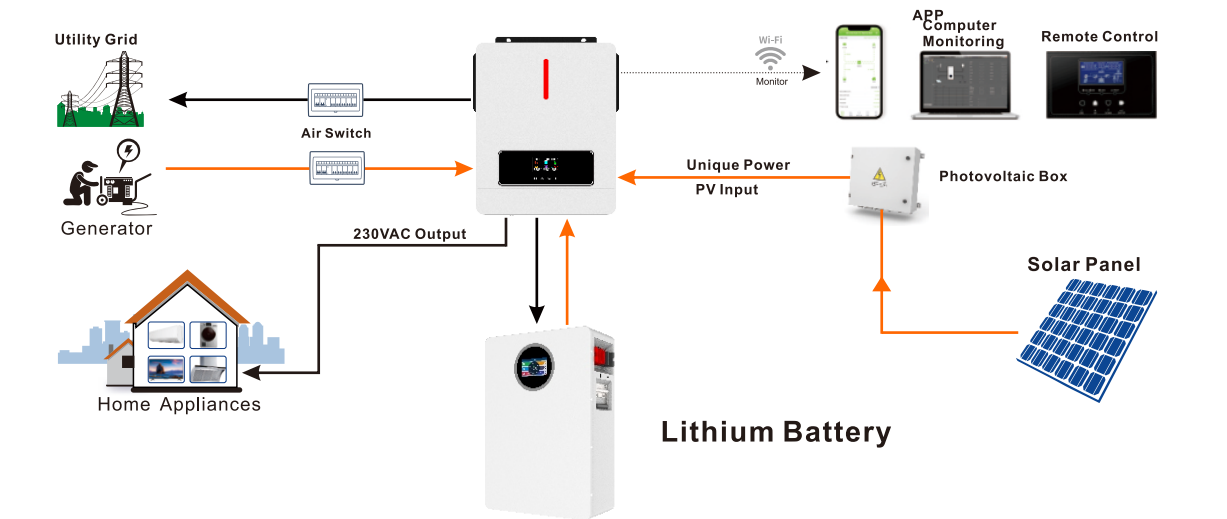 APP
Computer
Monitoring
Remote Control
Utility Grid
Wi-Fi
Monitor
Air Switch
Unique Power
PV Input
Photovoltaic Box
Generator
230VAC Output
Solar Panel
Home Appliances
Lithium Battery